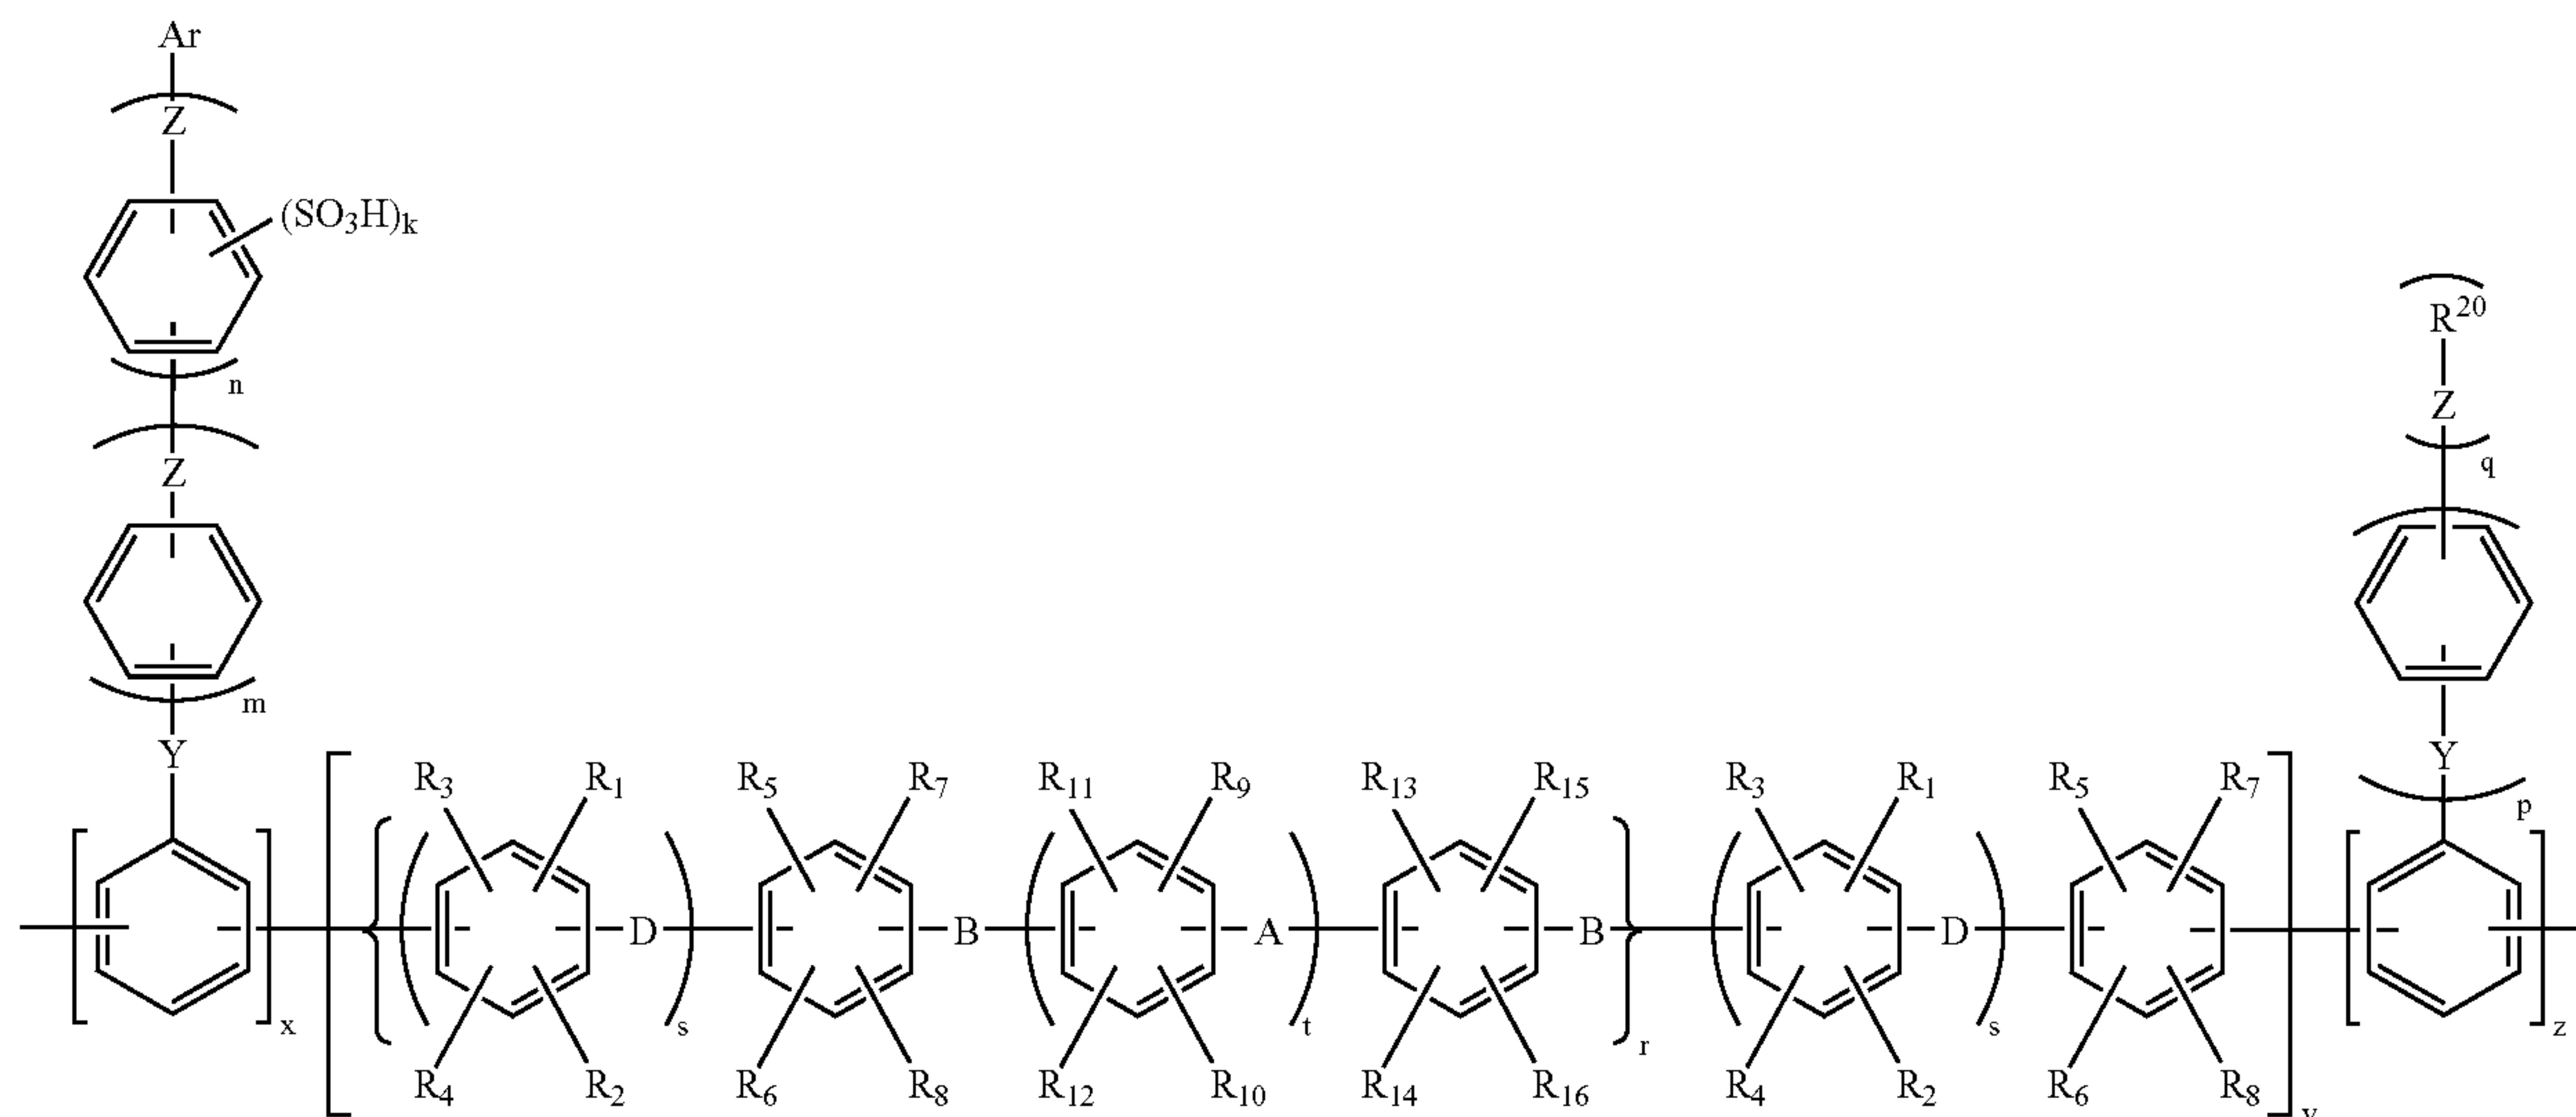 Ar
Z
(SO₃H)ₖ
n
R²⁰
Z
Z
q
m
Y
Y
p
R₃ R₁ R₅ R₇ R₁₁ R₉ R₁₃ R₁₅ R₃ R₁ R₅ R₇
D B A B D
x s t r s y z
R₄ R₂ R₆ R₈ R₁₂ R₁₀ R₁₄ R₁₆ R₄ R₂ R₆ R₈